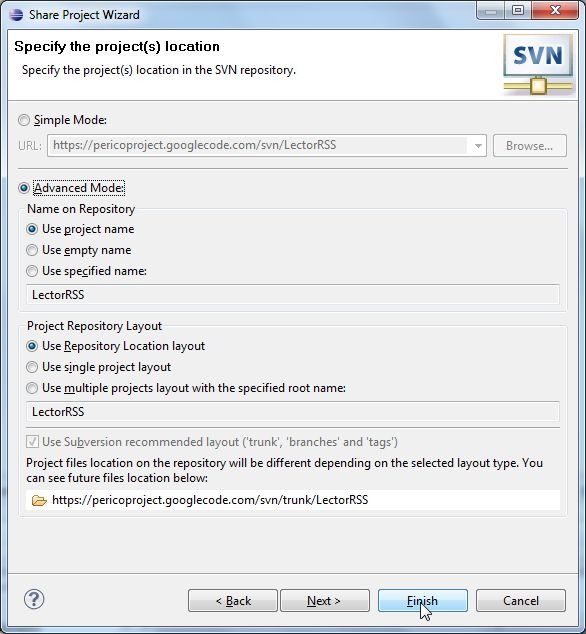 Share Project Wizard
Specify the project(s) location
Specify the project(s) location in the SVN repository.
SVN
Simple Mode:
URL: https://pericoproject.googlecode.com/svn/LectorRSS Browse...
Advanced Mode:
Name on Repository
Use project name
Use empty name
Use specified name:
LectorRSS
Project Repository Layout
Use Repository Location layout
Use single project layout
Use multiple projects layout with the specified root name:
LectorRSS
Use Subversion recommended layout ('trunk', 'branches' and 'tags')
Project files location on the repository will be different depending on the selected layout type. You
can see future files location below:
https://pericoproject.googlecode.com/svn/trunk/LectorRSS
? < Back Next > Finish Cancel